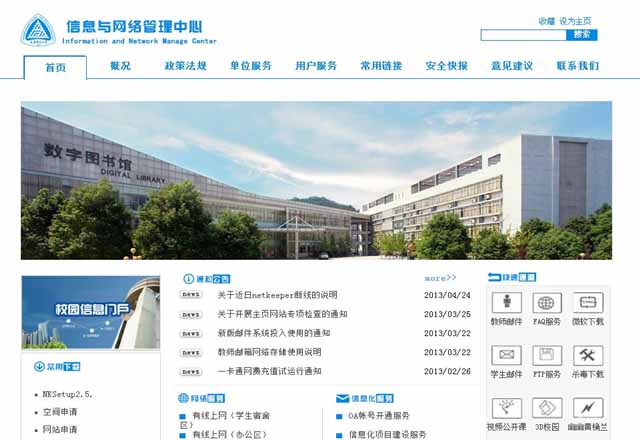 信息与网络管理中心
Information and Network Manage Center
收藏 设为主页
搜索
首页 概况 政策法规 单位服务 用户服务 常用链接 安全快报 意见建议 联系我们
数字图书馆
DIGITAL LIBRARY
校园信息门户
常用下载
NKSetup2.5.
空间申请
网站申请
通知公告 more>>
news 关于近日netkeeper掉线的说明 2013/04/24
news 关于开展主页网站专项检查的通知 2013/03/25
news 新版邮件系统投入使用的通知 2013/03/22
news 教师邮箱网络存储使用说明 2013/03/22
news 一卡通网费充值试运行通知 2013/02/26
网络服务
有线上网（学生宿舍
区）
有线上网（办公区）
信息化服务
OA帐号开通服务
信息化项目建设服务
快速通道
教师邮件 FAQ服务 微软下载
学生邮件 FTP服务 杀毒下载
视频公开课 3D校园 幽幽黄桷兰